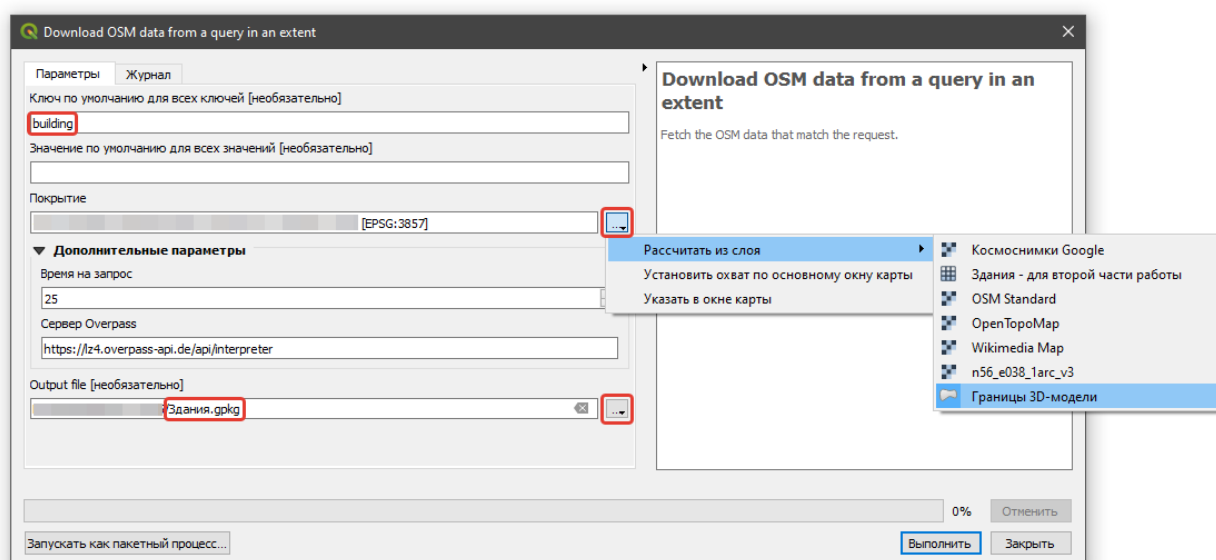 Download OSM data from a query in an extent
Параметры
Журнал
Ключ по умолчанию для всех ключей [необязательно]
building
Значение по умолчанию для всех значений [необязательно]
Покрытие
[EPSG:3857]
...
Дополнительные параметры
Время на запрос
25
Сервер Overpass
https://lz4.overpass-api.de/api/interpreter
Output file [необязательно]
/Здания.gpkg
...
Download OSM data from a query in an
extent
Fetch the OSM data that match the request.
Рассчитать из слоя
Установить охват по основному окну карты
Указать в окне карты
Космоснимки Google
Здания - для второй части работы
OSM Standard
OpenTopoMap
Wikimedia Map
n56_e038_1arc_v3
Границы 3D-модели
0%
Отменить
Запускать как пакетный процесс...
Выполнить
Закрыть